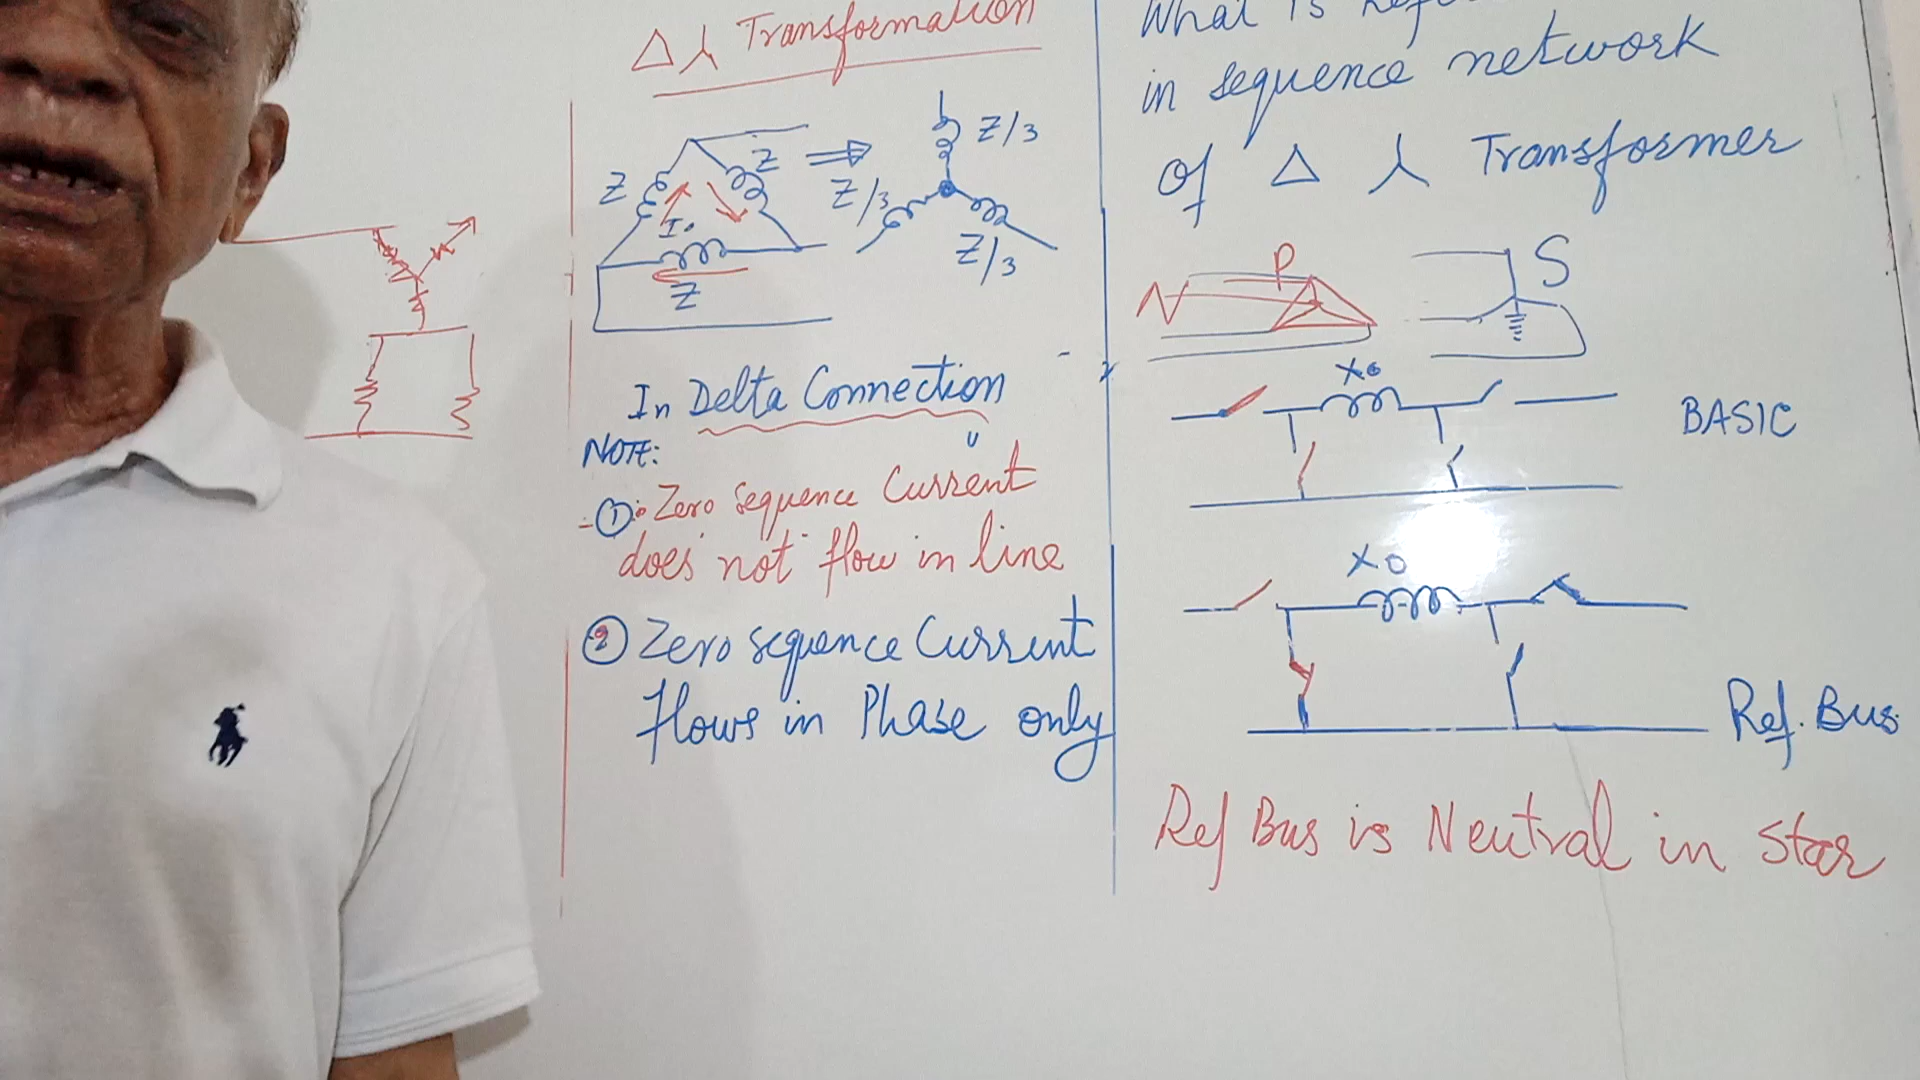 Δ⅄ Transformation
Z
Z
I₀
Z
⇒
Z/3
Z/3
Z/3
In Delta Connection
NOTE:
① Zero Sequence Current
does not flow in line
② Zero Sequence Current
flows in Phase only
What is
in sequence network
of Δ ⅄ Transformer
P
S
X₀
BASIC
X₀
Ref. Bus
Ref Bus is Neutral in Star